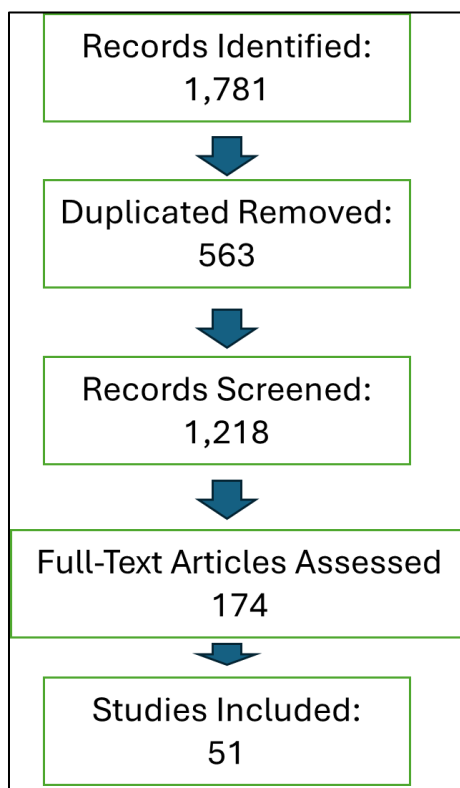 Records Identified:
1,781
Duplicated Removed:
563
Records Screened:
1,218
Full-Text Articles Assessed
174
Studies Included:
51